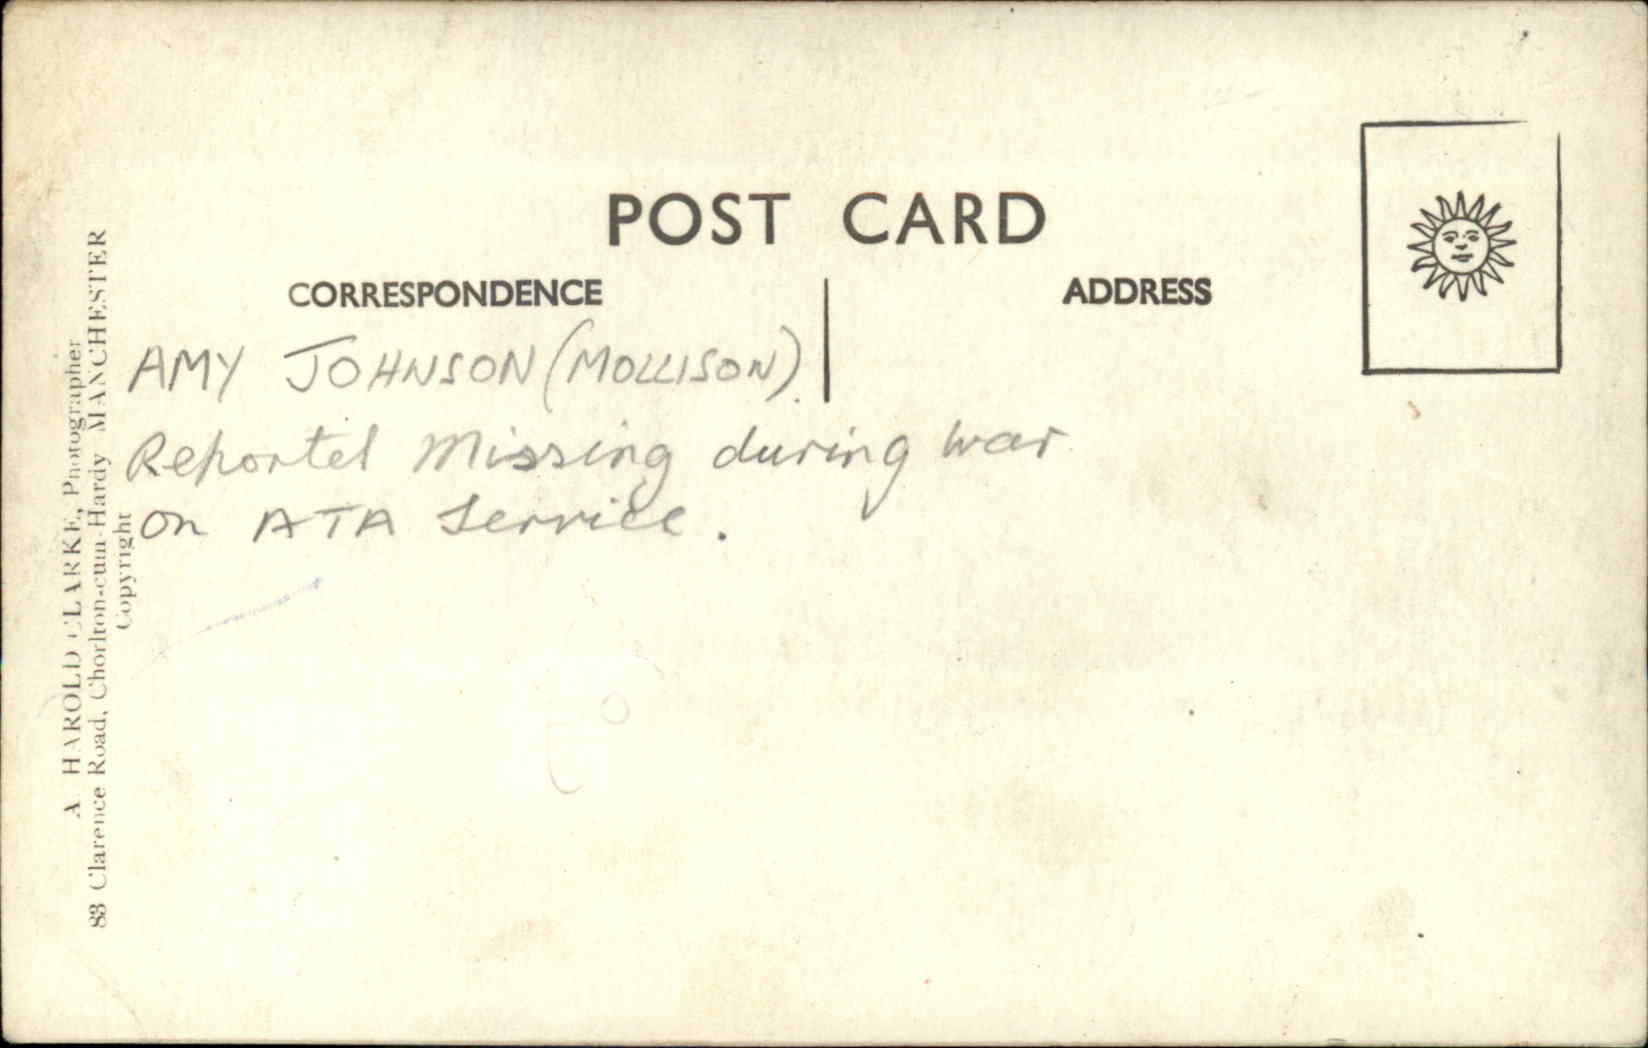 POST CARD
CORRESPONDENCE
ADDRESS
AMY JOHNSON (MOLLISON).
Reported Missing during war
on ATA Service.
A HAROLD CLARKE, Photographer
83 Clarence Road, Chorlton-cum-Hardy MANCHESTER
Copyright